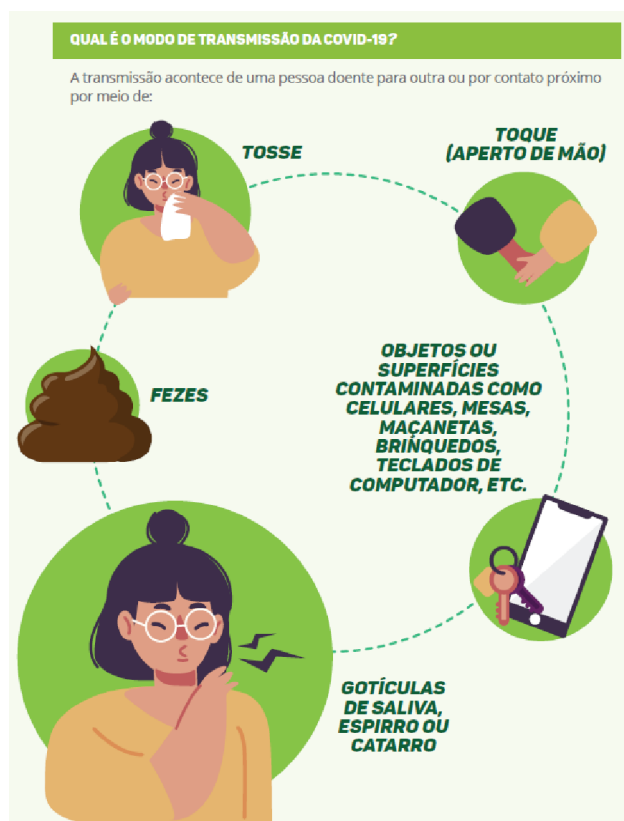 QUAL É O MODO DE TRANSMISSÃO DA COVID-19?
A transmissão acontece de uma pessoa doente para outra ou por contato próximo
por meio de:
TOSSE
TOQUE
(APERTO DE MÃO)
OBJETOS OU
SUPERFÍCIES
CONTAMINADAS COMO
CELULARES, MESAS,
MAÇANETAS,
BRINQUEDOS,
TECLADOS DE
COMPUTADOR, ETC.
FEZES
GOTÍCULAS
DE SALIVA,
ESPIRRO OU
CATARRO